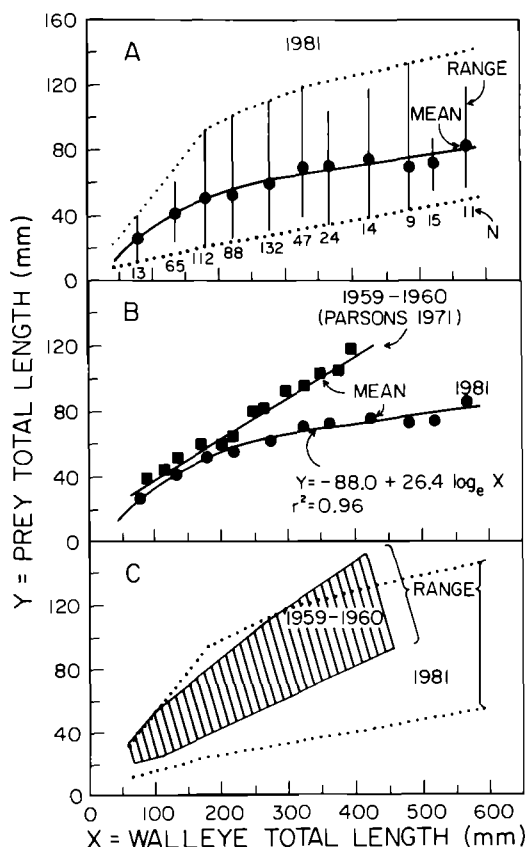 Y = PREY TOTAL LENGTH (mm)
160
120
80
40
0
A
1981
RANGE
MEAN
13
65
112
88
132
47
24
14
9
15
11
N
B
1959-1960
(PARSONS 1971)
120
80
40
0
MEAN
1981
Y= -88.0 + 26.4 loge X
r²=0.96
C
120
80
40
0
1959-1960
RANGE
1981
0
100
200
300
400
500
600
X = WALLEYE TOTAL LENGTH (mm)